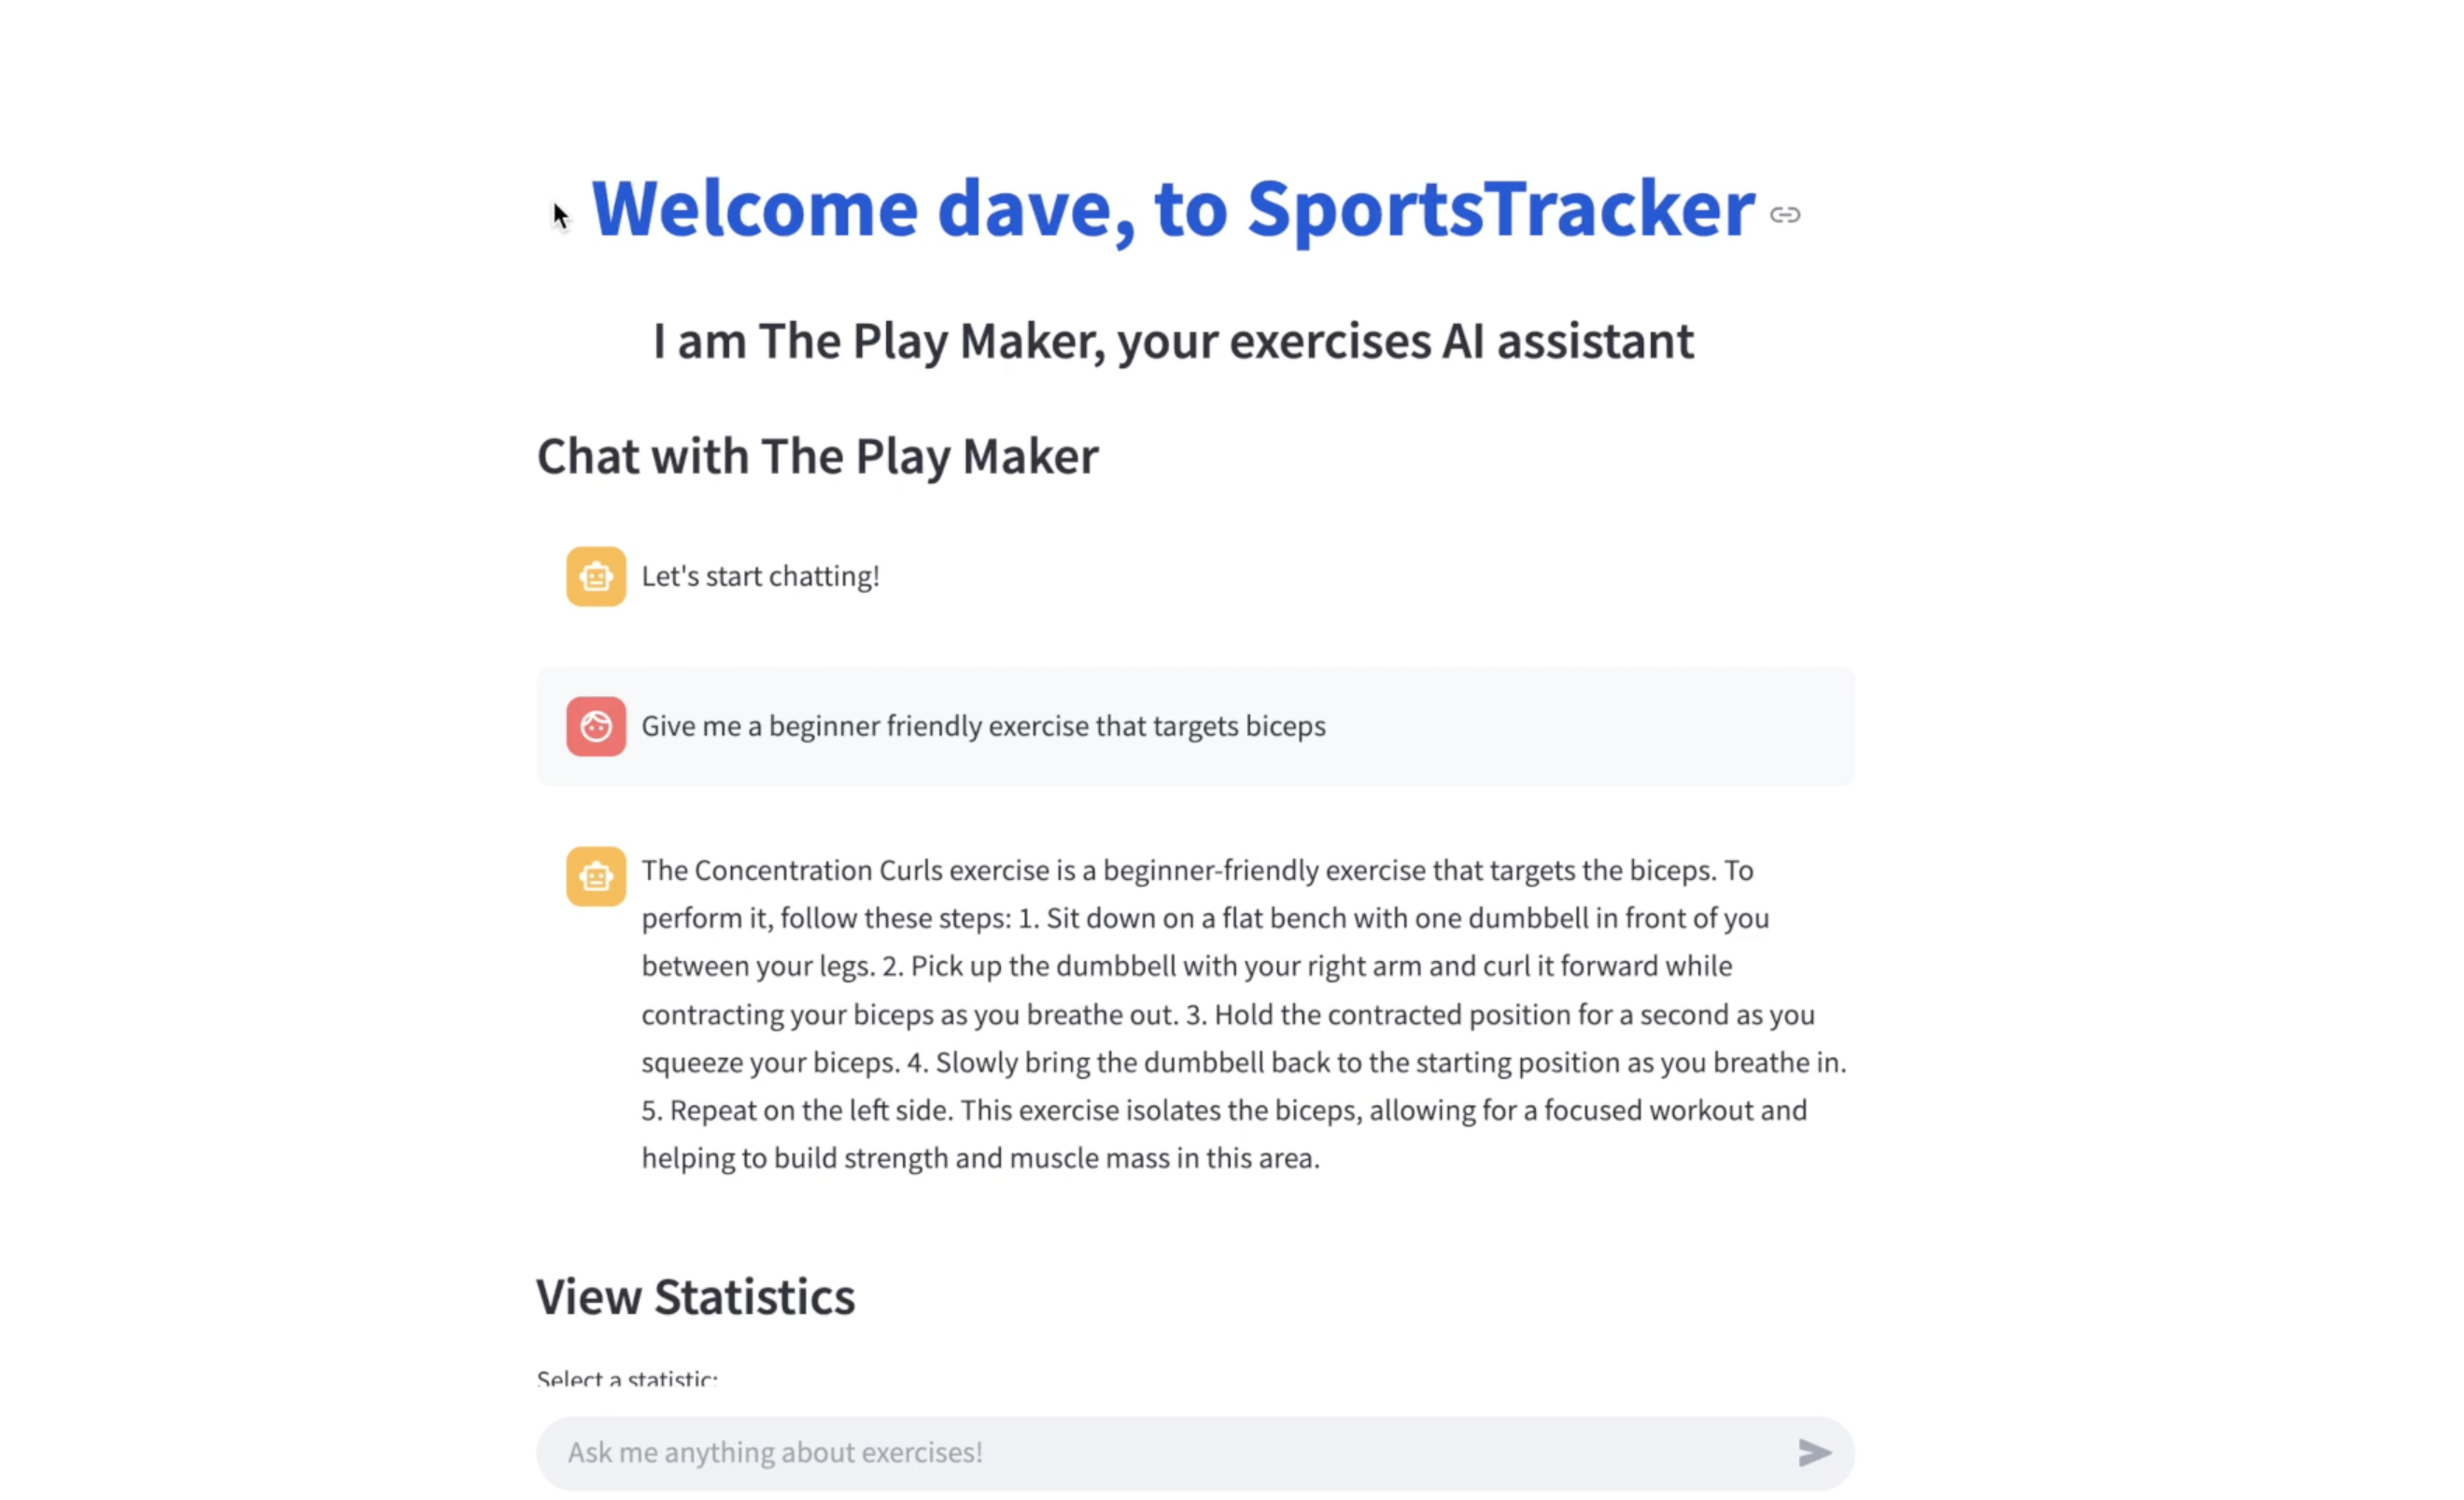 Welcome dave, to SportsTracker
I am The Play Maker, your exercises AI assistant
Chat with The Play Maker
Let's start chatting!
Give me a beginner friendly exercise that targets biceps
The Concentration Curls exercise is a beginner-friendly exercise that targets the biceps. To
perform it, follow these steps: 1. Sit down on a flat bench with one dumbbell in front of you
between your legs. 2. Pick up the dumbbell with your right arm and curl it forward while
contracting your biceps as you breathe out. 3. Hold the contracted position for a second as you
squeeze your biceps. 4. Slowly bring the dumbbell back to the starting position as you breathe in.
5. Repeat on the left side. This exercise isolates the biceps, allowing for a focused workout and
helping to build strength and muscle mass in this area.
View Statistics
Select a statistic:
Ask me anything about exercises!